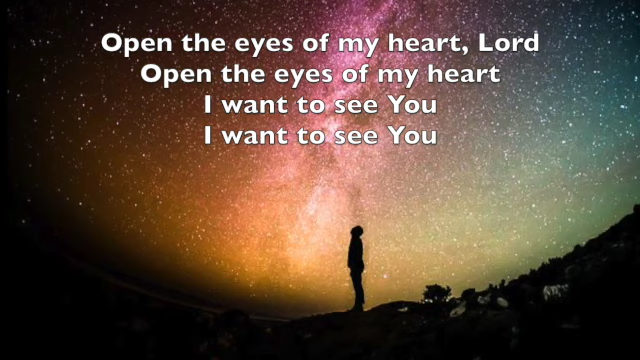 Open the eyes of my heart, Lord
Open the eyes of my heart
I want to see You
I want to see You